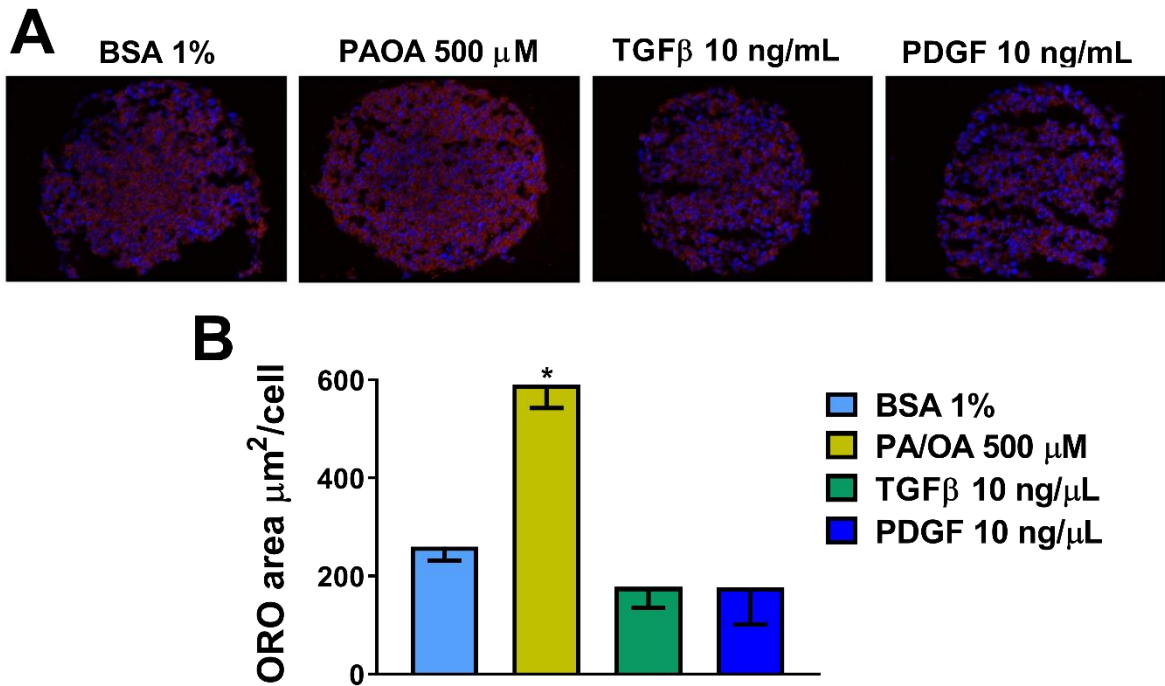 A
BSA 1%
PAOA 500 μM
TGFβ 10 ng/mL
PDGF 10 ng/mL
B
ORO area μm²/cell
600
400
200
0
*
BSA 1%
PA/OA 500 μM
TGFβ 10 ng/μL
PDGF 10 ng/μL